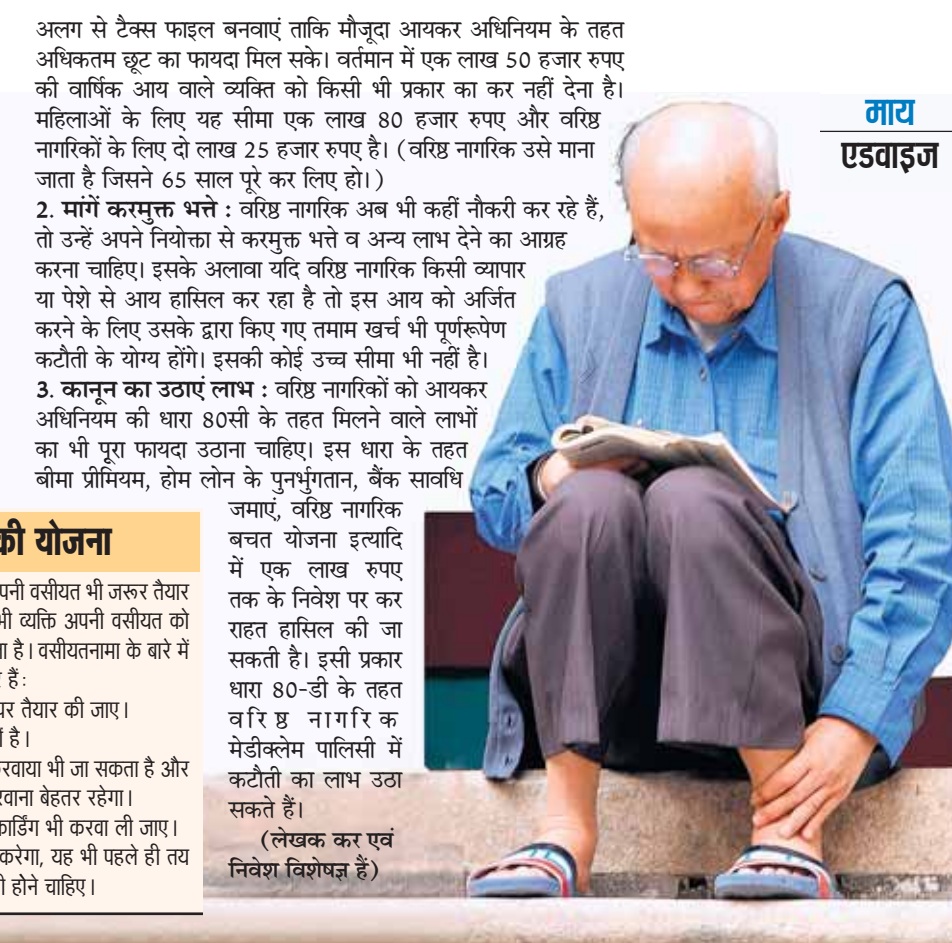 अलग से टैक्स फाइल बनवाएं ताकि मौजूदा आयकर अधिनियम के तहत
अधिकतम छूट का फायदा मिल सके। वर्तमान में एक लाख 50 हजार रुपए
की वार्षिक आय वाले व्यक्ति को किसी भी प्रकार का कर नहीं देना है।
महिलाओं के लिए यह सीमा एक लाख 80 हजार रुपए और वरिष्ठ
नागरिकों के लिए दो लाख 25 हजार रुपए है। (वरिष्ठ नागरिक उसे माना
जाता है जिसने 65 साल पूरे कर लिए हो।)
2. मांगें करमुक्त भत्ते : वरिष्ठ नागरिक अब भी कहीं नौकरी कर रहे हैं,
तो उन्हें अपने नियोक्ता से करमुक्त भत्ते व अन्य लाभ देने का आग्रह
करना चाहिए। इसके अलावा यदि वरिष्ठ नागरिक किसी व्यापार
या पेशे से आय हासिल कर रहा है तो इस आय को अर्जित
करने के लिए उसके द्वारा किए गए तमाम खर्च भी पूर्णरूपेण
कटौती के योग्य होंगे। इसकी कोई उच्च सीमा भी नहीं है।
3. कानून का उठाएं लाभ : वरिष्ठ नागरिकों को आयकर
अधिनियम की धारा 80सी के तहत मिलने वाले लाभों
का भी पूरा फायदा उठाना चाहिए। इस धारा के तहत
बीमा प्रीमियम, होम लोन के पुनर्भुगतान, बैंक सावधि
जमाएं, वरिष्ठ नागरिक
बचत योजना इत्यादि
में एक लाख रुपए
तक के निवेश पर कर
राहत हासिल की जा
सकती है। इसी प्रकार
धारा 80-डी के तहत
वरिष्ठ नागरिक
मेडीक्लेम पालिसी में
कटौती का लाभ उठा
सकते हैं।
(लेखक कर एवं
निवेश विशेषज्ञ हैं)
की योजना
पनी वसीयत भी जरूर तैयार
भी व्यक्ति अपनी वसीयत को
ा है। वसीयतनामा के बारे में
हैं:
पर तैयार की जाए।
है।
करवाया भी जा सकता है और
रवाना बेहतर रहेगा।
कार्डिंग भी करवा ली जाए।
करेगा, यह भी पहले ही तय
ी होने चाहिए।
माय
एडवाइज